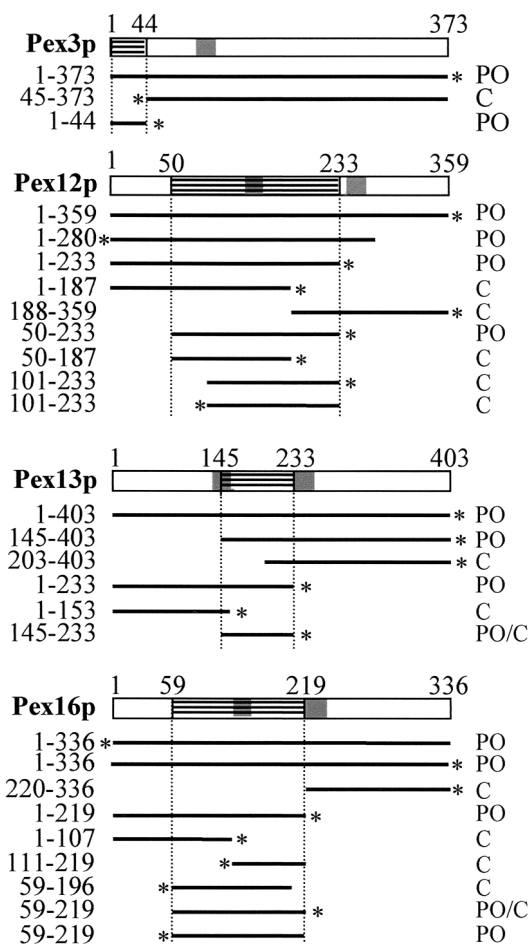 1 44 373
Pex3p
1-373 * PO
45-373 * C
1-44 * PO
1 50 233 359
Pex12p
1-359 * PO
1-280 * PO
1-233 * PO
1-187 * C
188-359 * C
50-233 * PO
50-187 * C
101-233 * C
101-233 * C
1 145 233 403
Pex13p
1-403 * PO
145-403 * PO
203-403 * C
1-233 * PO
1-153 * C
145-233 * PO/C
1 59 219 336
Pex16p
1-336 * PO
1-336 * PO
220-336 * C
1-219 * PO
1-107 * C
111-219 * C
59-196 * C
59-219 * PO/C
59-219 * PO